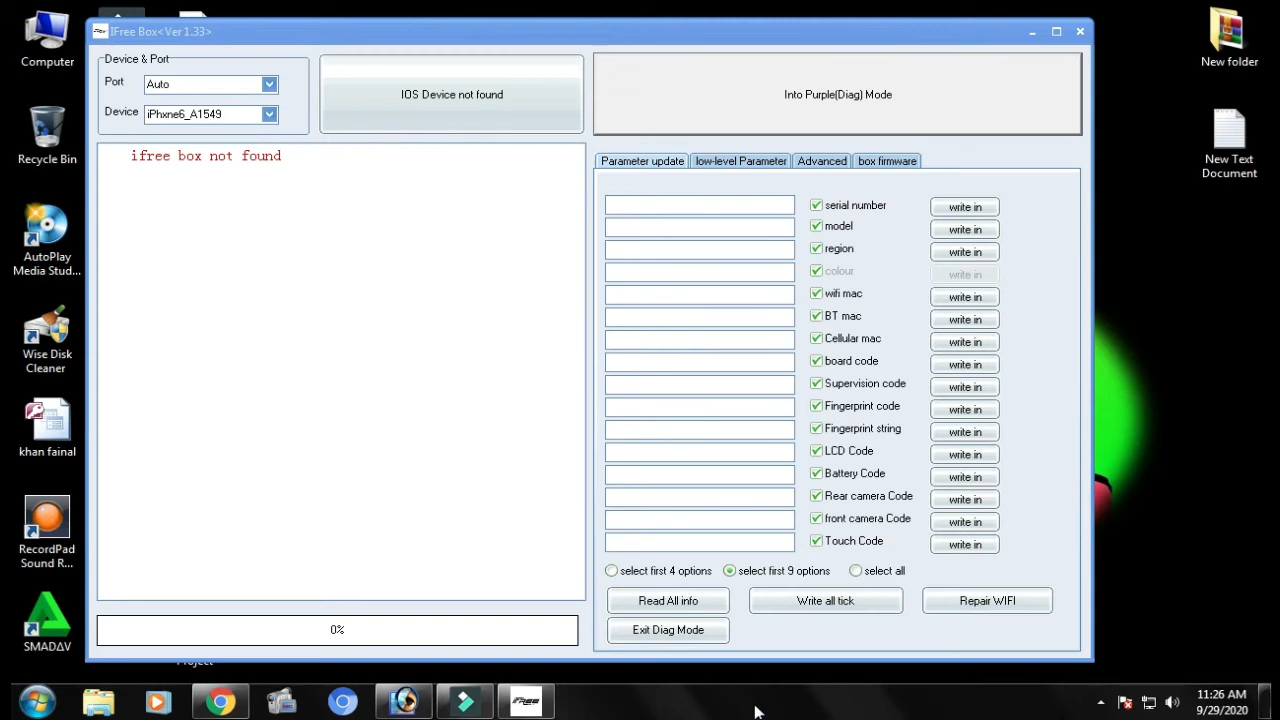 Computer
Recycle Bin
AutoPlay
Media Stud...
Wise Disk
Cleaner
khan fainal
RecordPad
Sound R...
SMADΔV
New folder
New Text
Document
IFree Box<Ver 1.33>
Device & Port
Port
Auto
Device
iPhxne6_A1549
IOS Device not found
Into Purple(Diag) Mode
ifree box not found
0%
Parameter update
low-level Parameter
Advanced
box firmware
serial number write in
model write in
region write in
colour write in
wifi mac write in
BT mac write in
Cellular mac write in
board code write in
Supervision code write in
Fingerprint code write in
Fingerprint string write in
LCD Code write in
Battery Code write in
Rear camera Code write in
front camera Code write in
Touch Code write in
select first 4 options select first 9 options select all
Read All info Write all tick Repair WIFI
Exit Diag Mode
Project
iFree
11:26 AM
9/29/2020